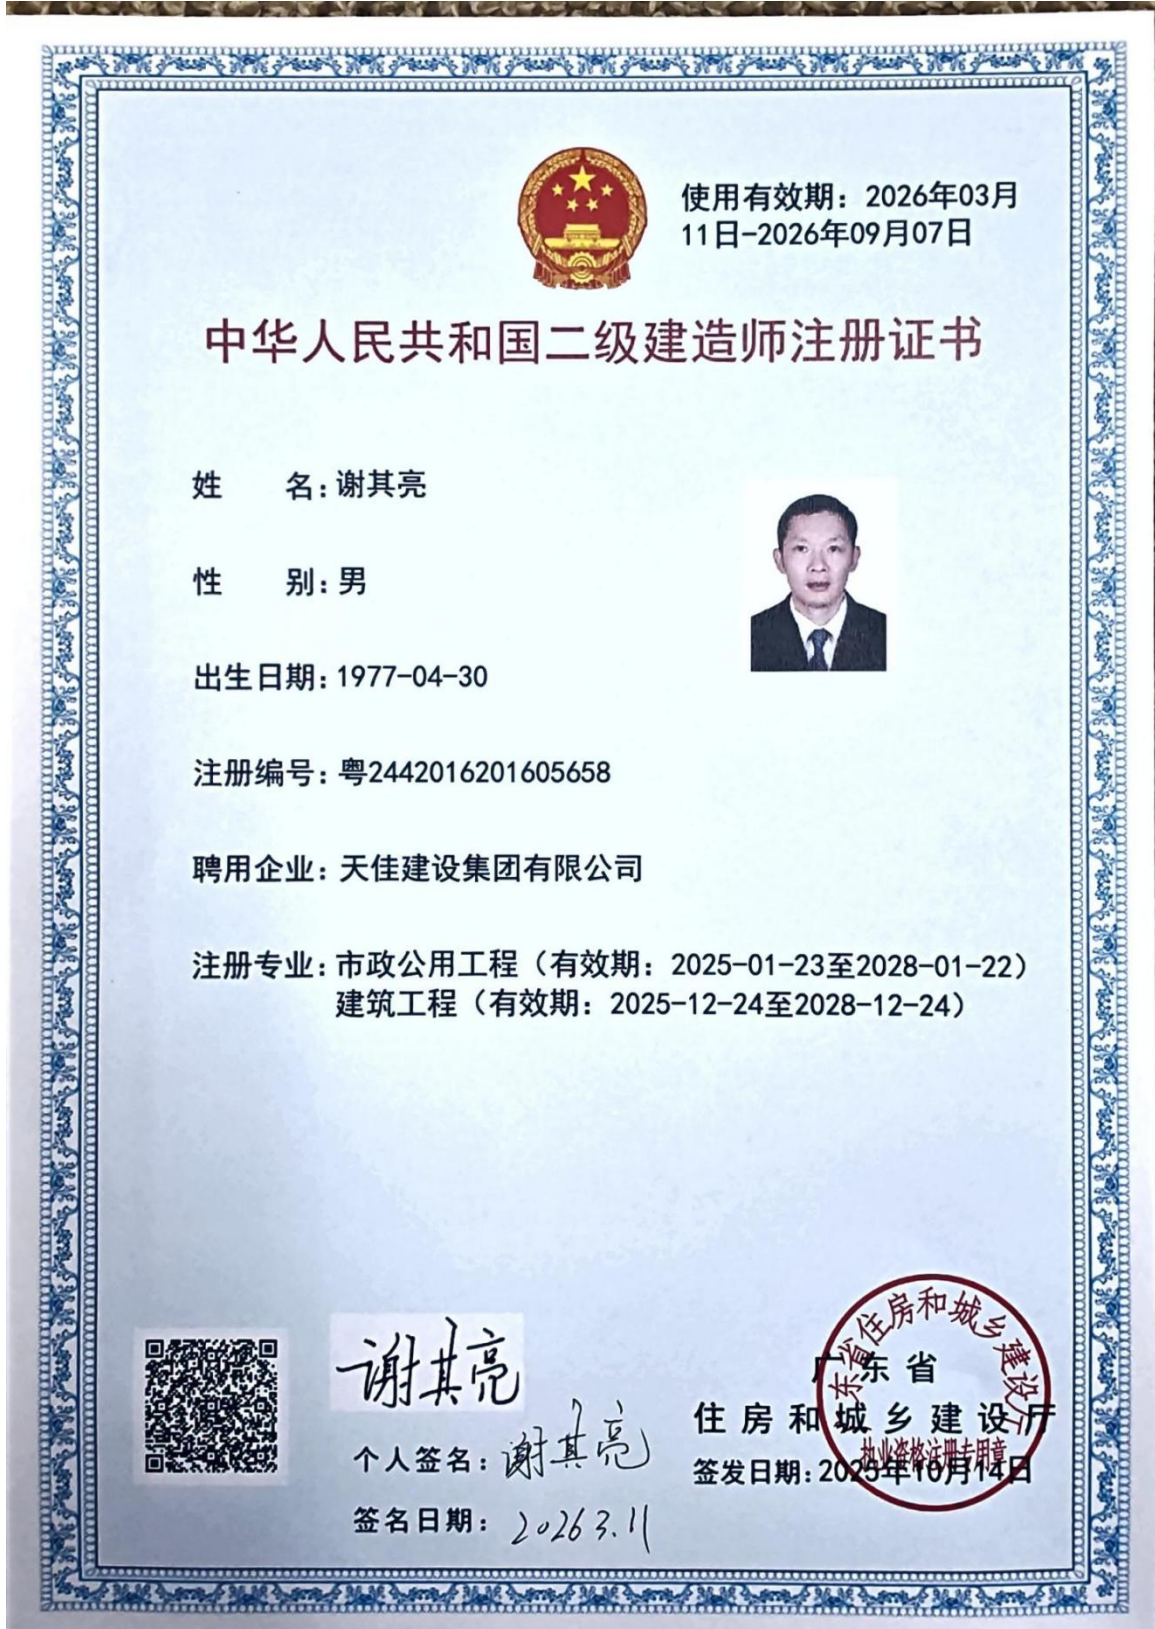 使用有效期：2026年03月
11日-2026年09月07日
中华人民共和国二级建造师注册证书
姓　　名：谢其亮
性　　别：男
出生日期：1977-04-30
注册编号：粤2442016201605658
聘用企业：天佳建设集团有限公司
注册专业：市政公用工程（有效期：2025-01-23至2028-01-22）
建筑工程（有效期：2025-12-24至2028-12-24）
谢其亮
个人签名：谢其亮
签名日期：2026 3.11
广东省
住房和城乡建设厅
签发日期：2025年10月14日
东省住房和城乡建设厅
执业资格注册专用章